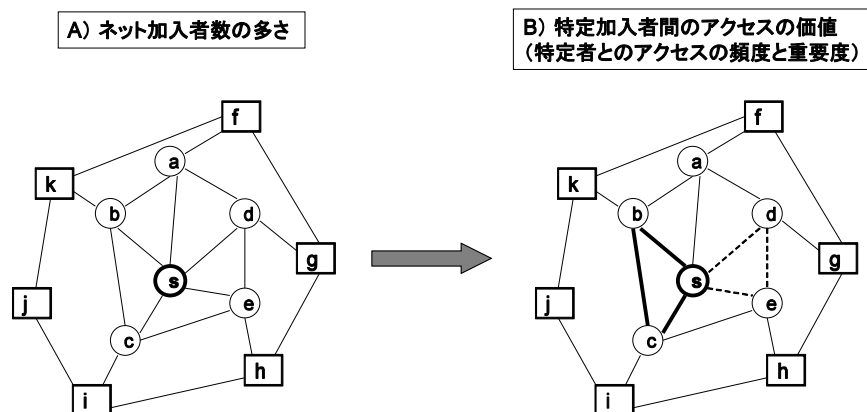 A) ネット加入者数の多さ
B) 特定加入者間のアクセスの価値
(特定者とのアクセスの頻度と重要度)
f
a
k
b
d
g
s
j
e
c
h
i
f
a
k
b
d
g
s
j
e
c
h
i